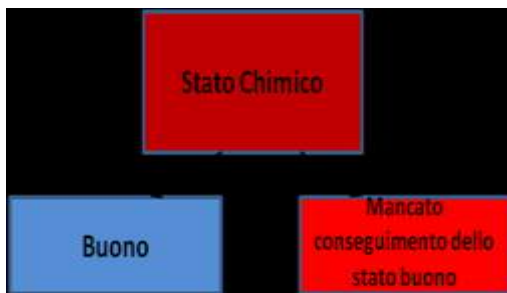 Stato Chimico
Buono
Mancato
conseguimento dello
stato buono